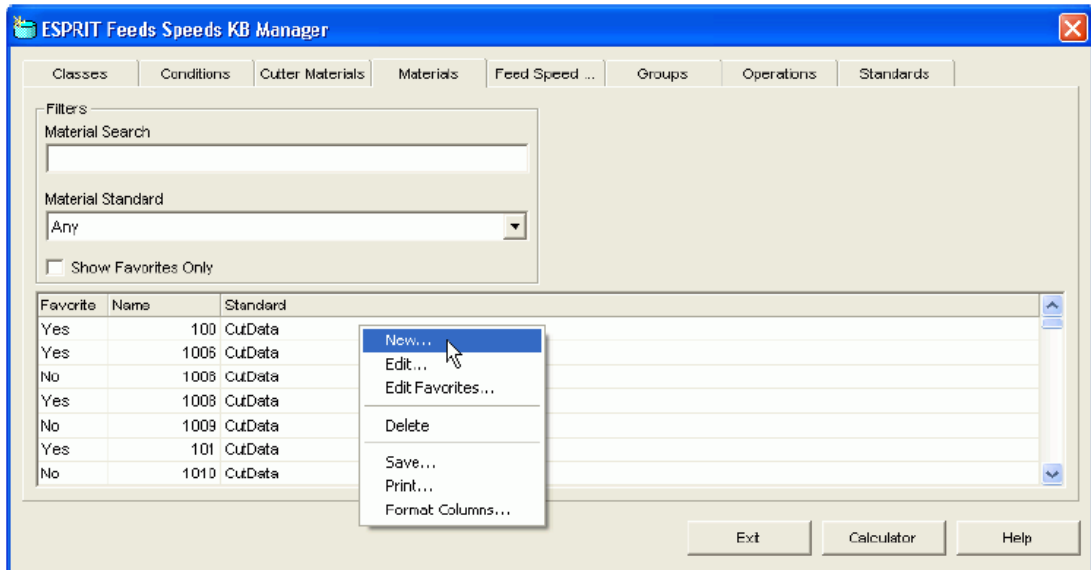 ESPRIT Feeds Speeds KB Manager
Classes Conditions Cutter Materials Materials Feed Speed ... Groups Operations Standards
Filters
Material Search
Material Standard
Any
Show Favorites Only
Favorite Name Standard
Yes 100 CutData
Yes 1006 CutData
No 1008 CutData
Yes 1008 CutData
No 1009 CutData
Yes 101 CutData
No 1010 CutData
New...
Edit...
Edit Favorites...
Delete
Save...
Print...
Format Columns...
Exit Calculator Help